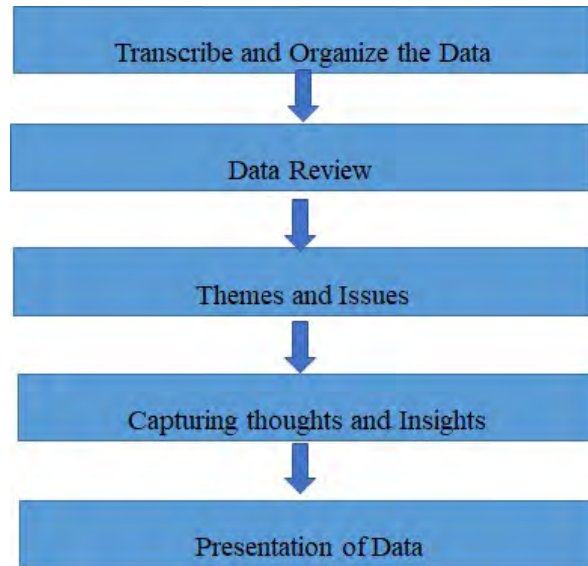 Transcribe and Organize the Data
Data Review
Themes and Issues
Capturing thoughts and Insights
Presentation of Data